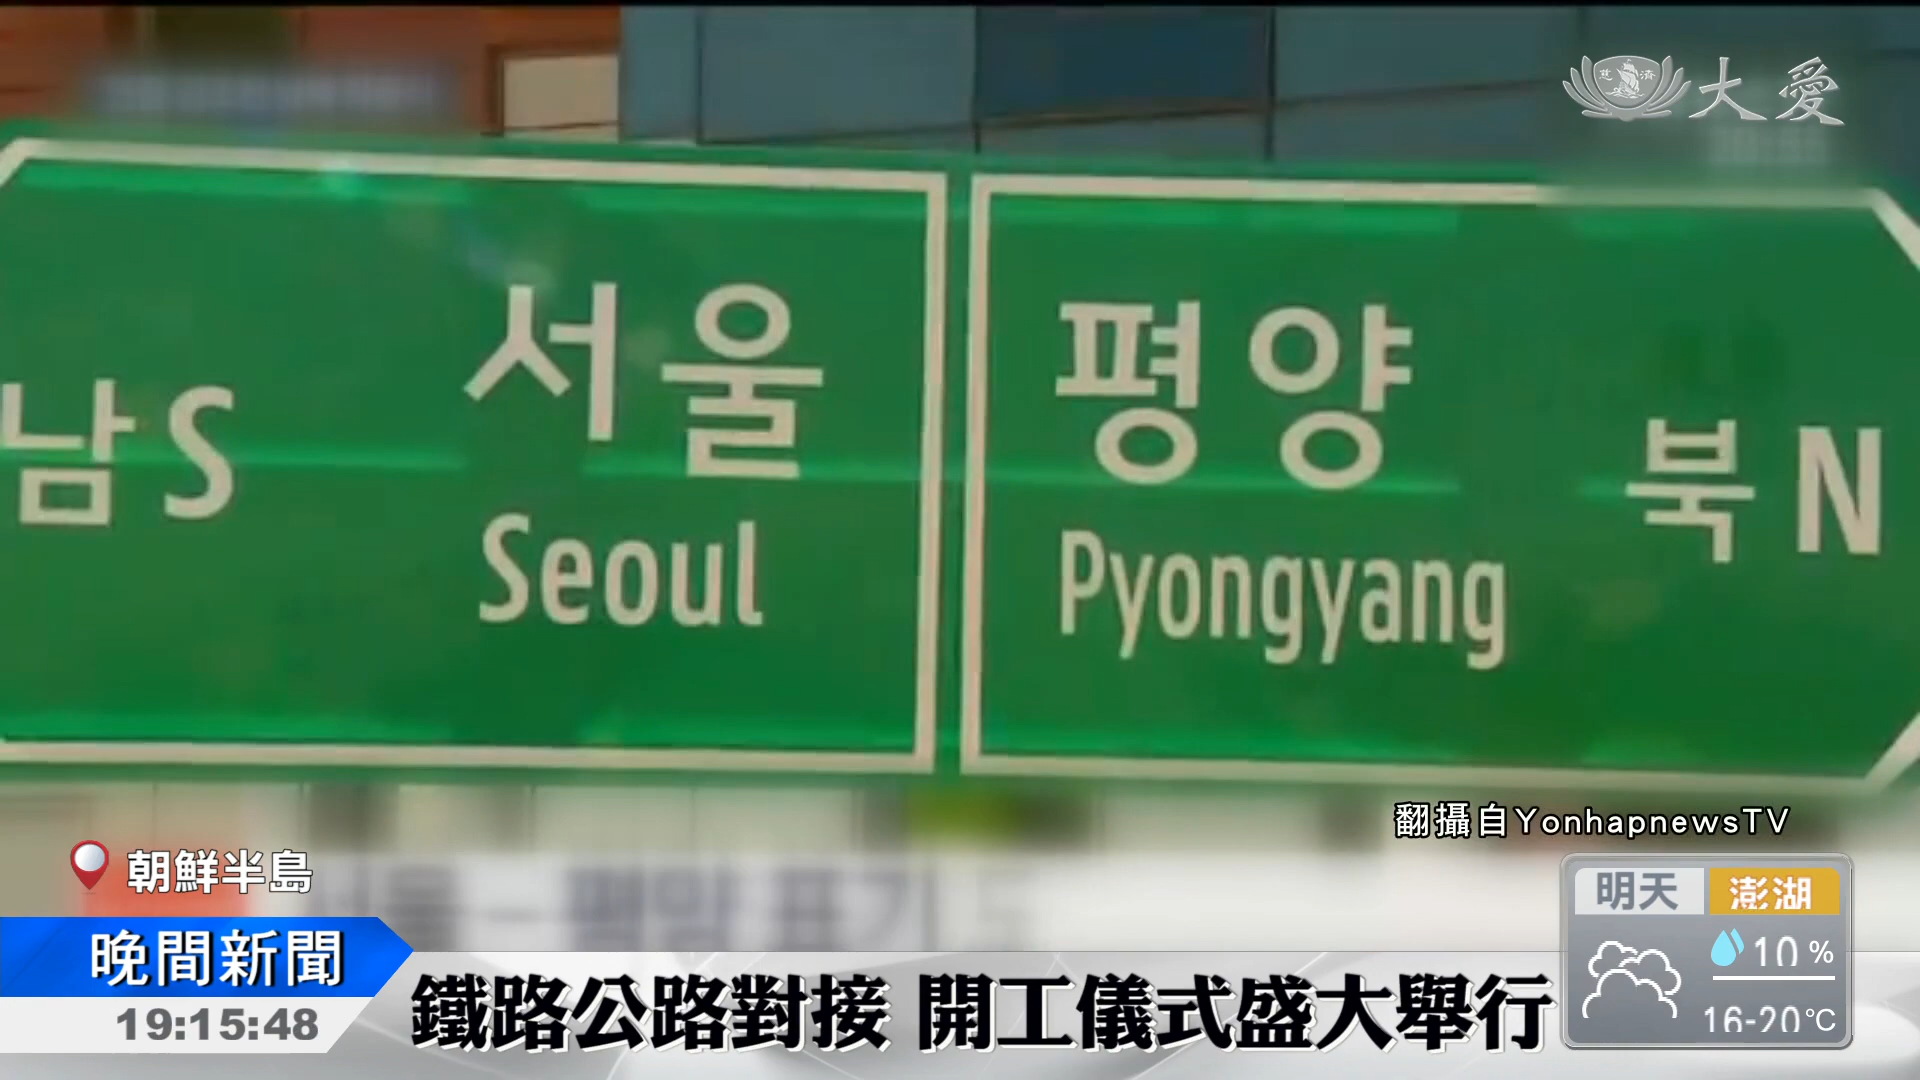 慈濟
大愛
남 S
서울
Seoul
평양
Pyongyang
북 N
翻攝自YonhapnewsTV
朝鮮半島
晚間新聞
19:15:48
鐵路公路對接 開工儀式盛大舉行
明天
澎湖
10 %
16-20°C